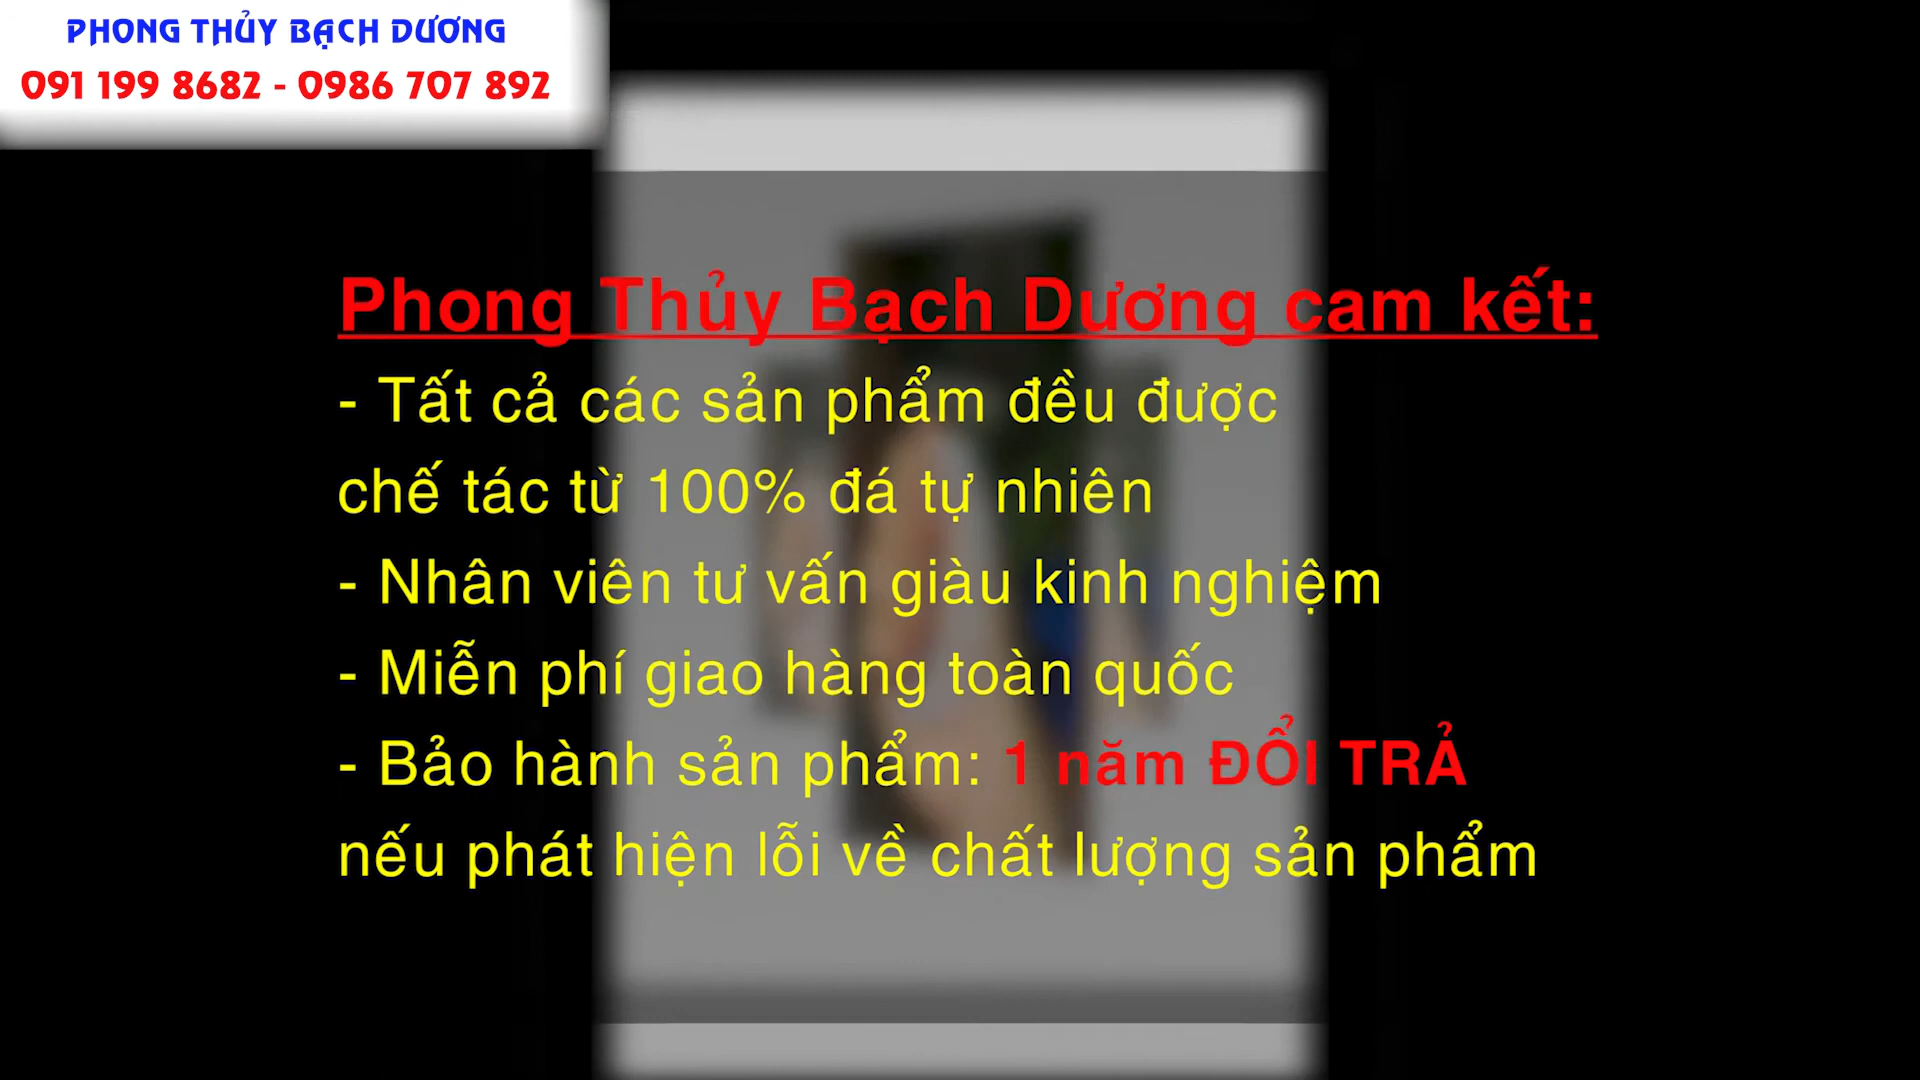 PHONG THỦY BẠCH DƯƠNG
091 199 8682 - 0986 707 892
Phong Thủy Bạch Dương cam kết:
- Tất cả các sản phẩm đều được
chế tác từ 100% đá tự nhiên
- Nhân viên tư vấn giàu kinh nghiệm
- Miễn phí giao hàng toàn quốc
- Bảo hành sản phẩm: 1 năm ĐỔI TRẢ
nếu phát hiện lỗi về chất lượng sản phẩm